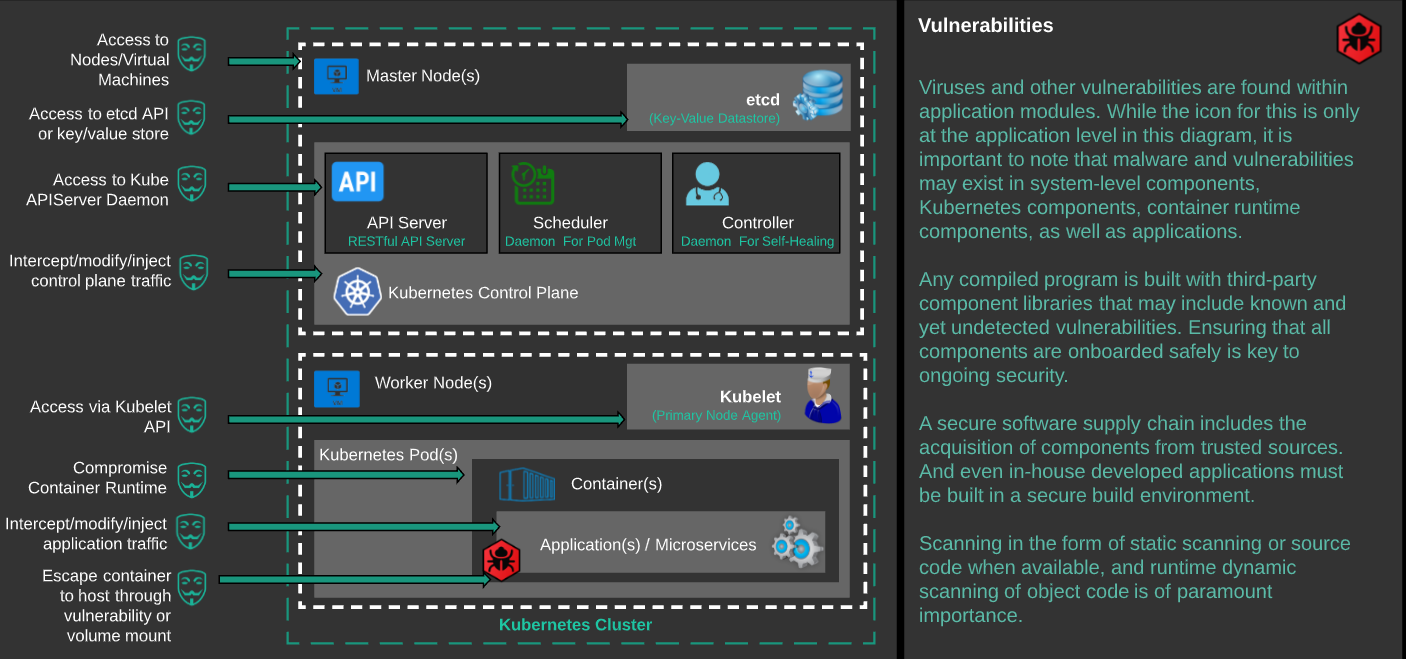 Access to
Nodes/Virtual
Machines
Access to etcd API
or key/value store
Access to Kube
APIServer Daemon
Intercept/modify/inject
control plane traffic
Access via Kubelet
API
Compromise
Container Runtime
Intercept/modify/inject
application traffic
Escape container
to host through
vulnerability or
volume mount
Master Node(s)
etcd
(Key-Value Datastore)
API
API Server
RESTful API Server
Scheduler
Daemon For Pod Mgt
Controller
Daemon For Self-Healing
Kubernetes Control Plane
Worker Node(s)
Kubelet
(Primary Node Agent)
Kubernetes Pod(s)
Container(s)
Application(s) / Microservices
Kubernetes Cluster
Vulnerabilities
Viruses and other vulnerabilities are found within
application modules. While the icon for this is only
at the application level in this diagram, it is
important to note that malware and vulnerabilities
may exist in system-level components,
Kubernetes components, container runtime
components, as well as applications.
Any compiled program is built with third-party
component libraries that may include known and
yet undetected vulnerabilities. Ensuring that all
components are onboarded safely is key to
ongoing security.
A secure software supply chain includes the
acquisition of components from trusted sources.
And even in-house developed applications must
be built in a secure build environment.
Scanning in the form of static scanning or source
code when available, and runtime dynamic
scanning of object code is of paramount
importance.